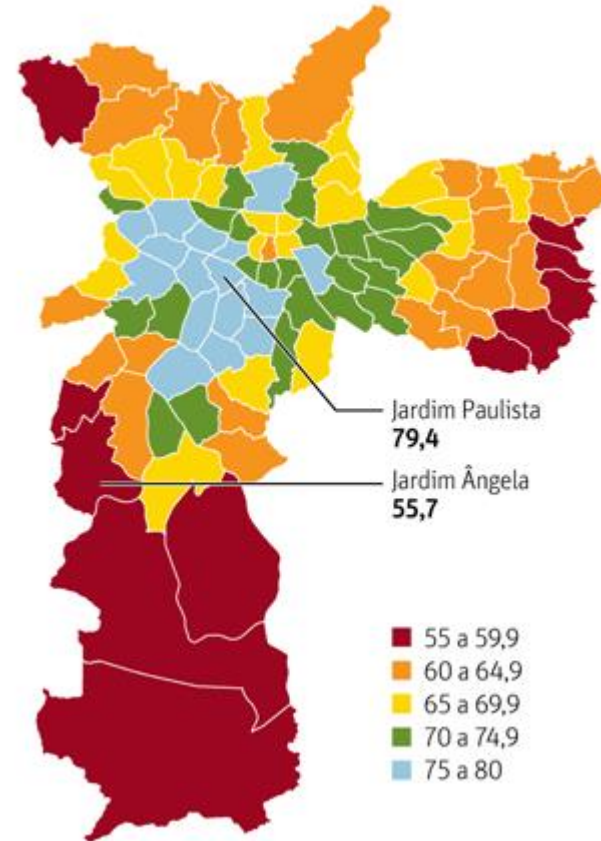 Jardim Paulista
79,4
Jardim Ângela
55,7
55 a 59,9
60 a 64,9
65 a 69,9
70 a 74,9
75 a 80